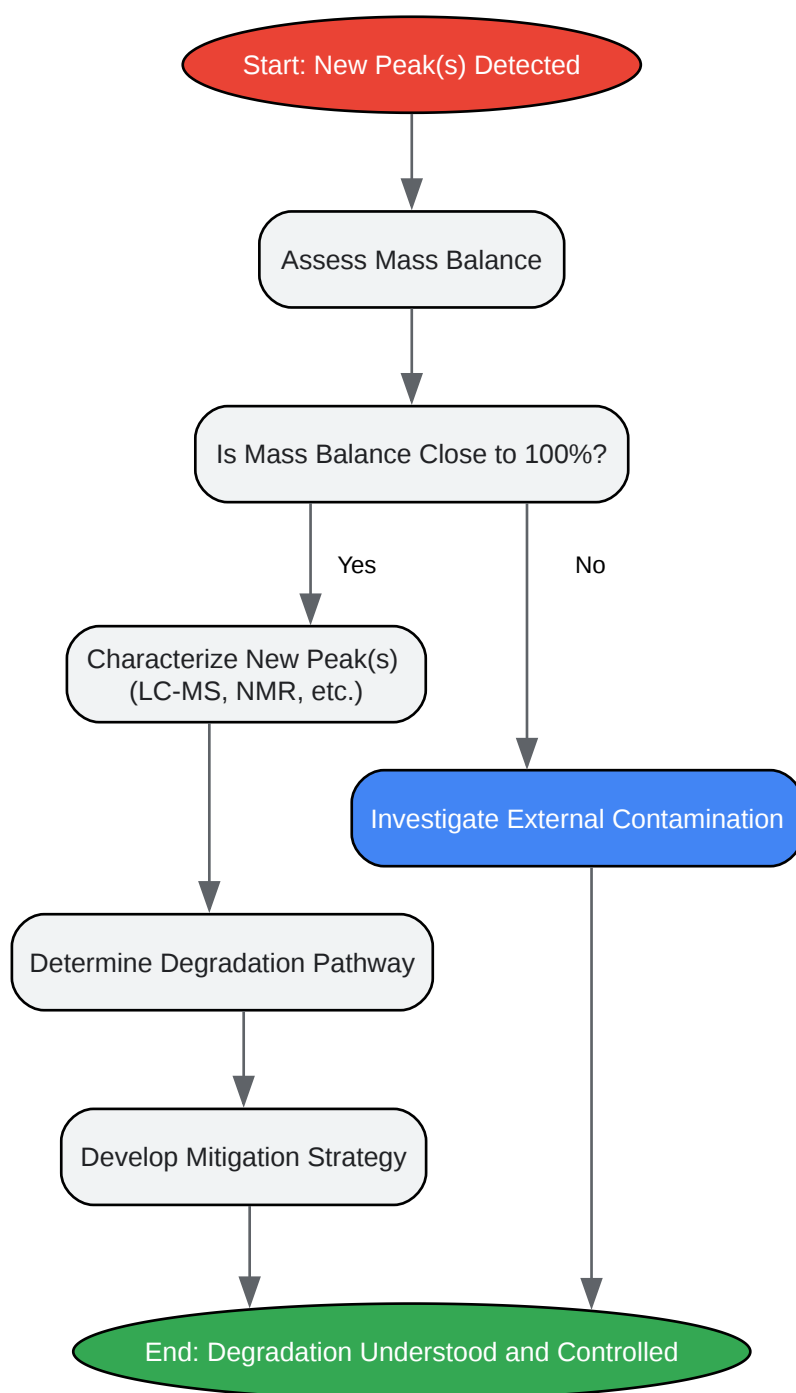 Start: New Peak(s) Detected
Assess Mass Balance
Is Mass Balance Close to 100%?
Yes
No
Characterize New Peak(s)
(LC-MS, NMR, etc.)
Investigate External Contamination
Determine Degradation Pathway
Develop Mitigation Strategy
End: Degradation Understood and Controlled